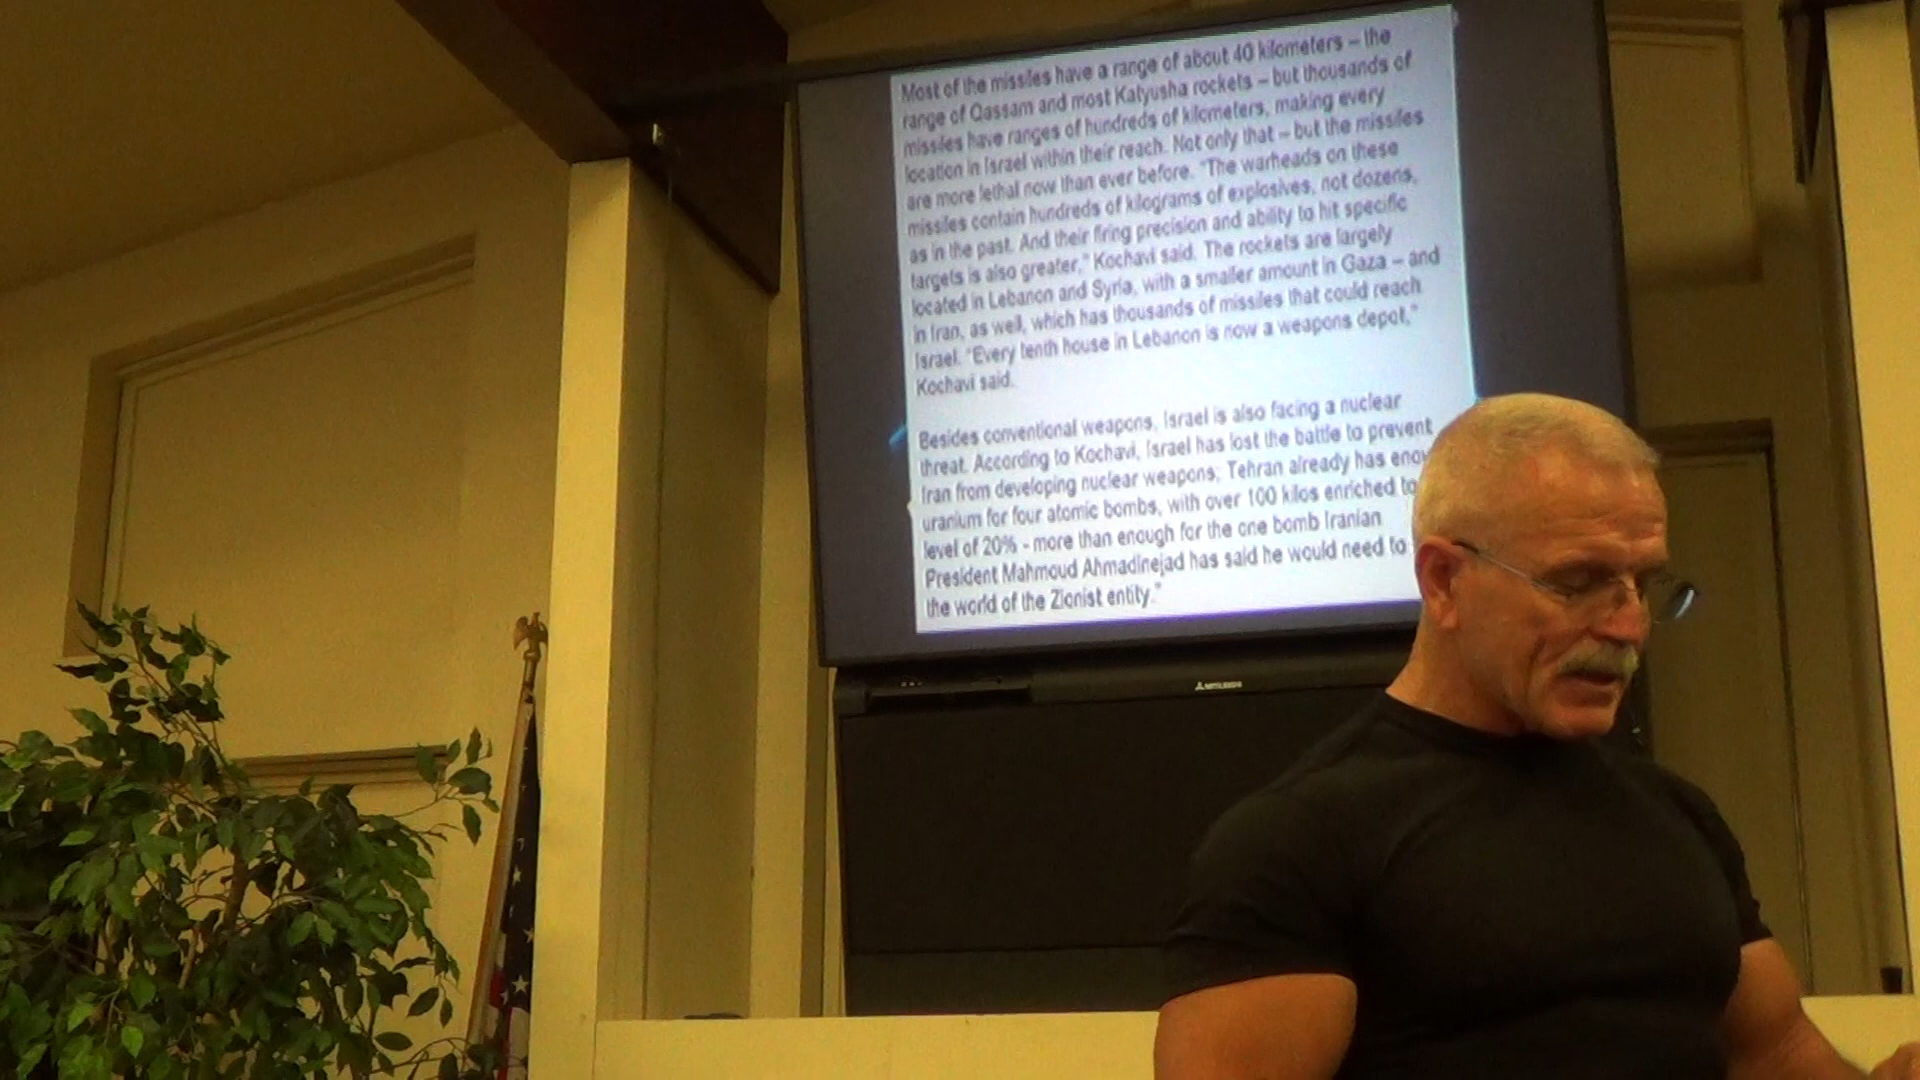 Most of the missiles have a range of about 40 kilometers – the
range of Qassam and most Katyusha rockets – but thousands of
missiles have ranges of hundreds of kilometers, making every
location in Israel within their reach. Not only that – but the missiles
are more lethal now than ever before. "The warheads on these
missiles contain hundreds of kilograms of explosives, not dozens,
as in the past. And their firing precision and ability to hit specific
targets is also greater," Kochavi said. The rockets are largely
located in Lebanon and Syria, with a smaller amount in Gaza – and
in Iran, as well, which has thousands of missiles that could reach
Israel. "Every tenth house in Lebanon is now a weapons depot,"
Kochavi said.
Besides conventional weapons, Israel is also facing a nuclear
threat. According to Kochavi, Israel has lost the battle to prevent
Iran from developing nuclear weapons; Tehran already has
uranium for four atomic bombs, with over 100 kilos enriched to
level of 20% - more than enough for the one bomb Iranian
President Mahmoud Ahmadinejad has said he would need to
the world of the Zionist entity."
MITSUBISHI